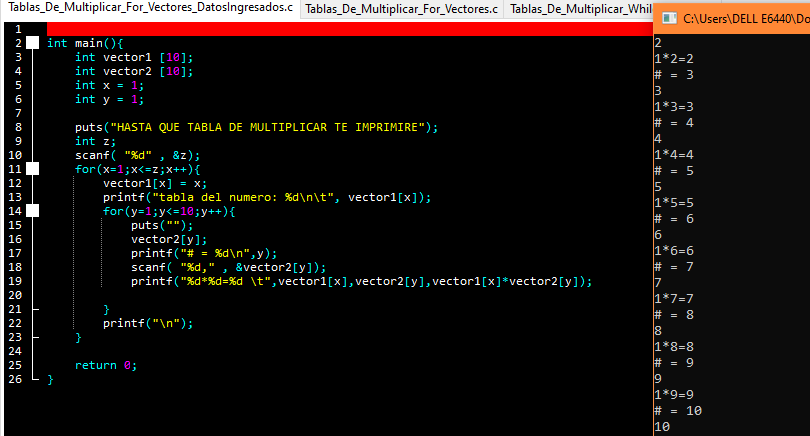 Tablas_De_Multiplicar_For_Vectores_DatosIngresados.c Tablas_De_Multiplicar_For_Vectores.c Tablas_De_Multiplicar_Whil
C:\Users\DELL E6440\Do
1
2 int main(){
3 int vector1 [10];
4 int vector2 [10];
5 int x = 1;
6 int y = 1;
7
8 puts("HASTA QUE TABLA DE MULTIPLICAR TE IMPRIMIRE");
9 int z;
10 scanf( "%d" , &z);
11 for(x=1;x<=z;x++){
12 vector1[x] = x;
13 printf("tabla del numero: %d\n\t", vector1[x]);
14 for(y=1;y<=10;y++){
15 puts("");
16 vector2[y];
17 printf("# = %d\n",y);
18 scanf( "%d," , &vector2[y]);
19 printf("%d*%d=%d \t",vector1[x],vector2[y],vector1[x]*vector2[y]);
20
21 }
22 printf("\n");
23 }
24
25 return 0;
26 }
2
1*2=2
# = 3
3
1*3=3
# = 4
4
1*4=4
# = 5
5
1*5=5
# = 6
6
1*6=6
# = 7
7
1*7=7
# = 8
8
1*8=8
# = 9
9
1*9=9
# = 10
10